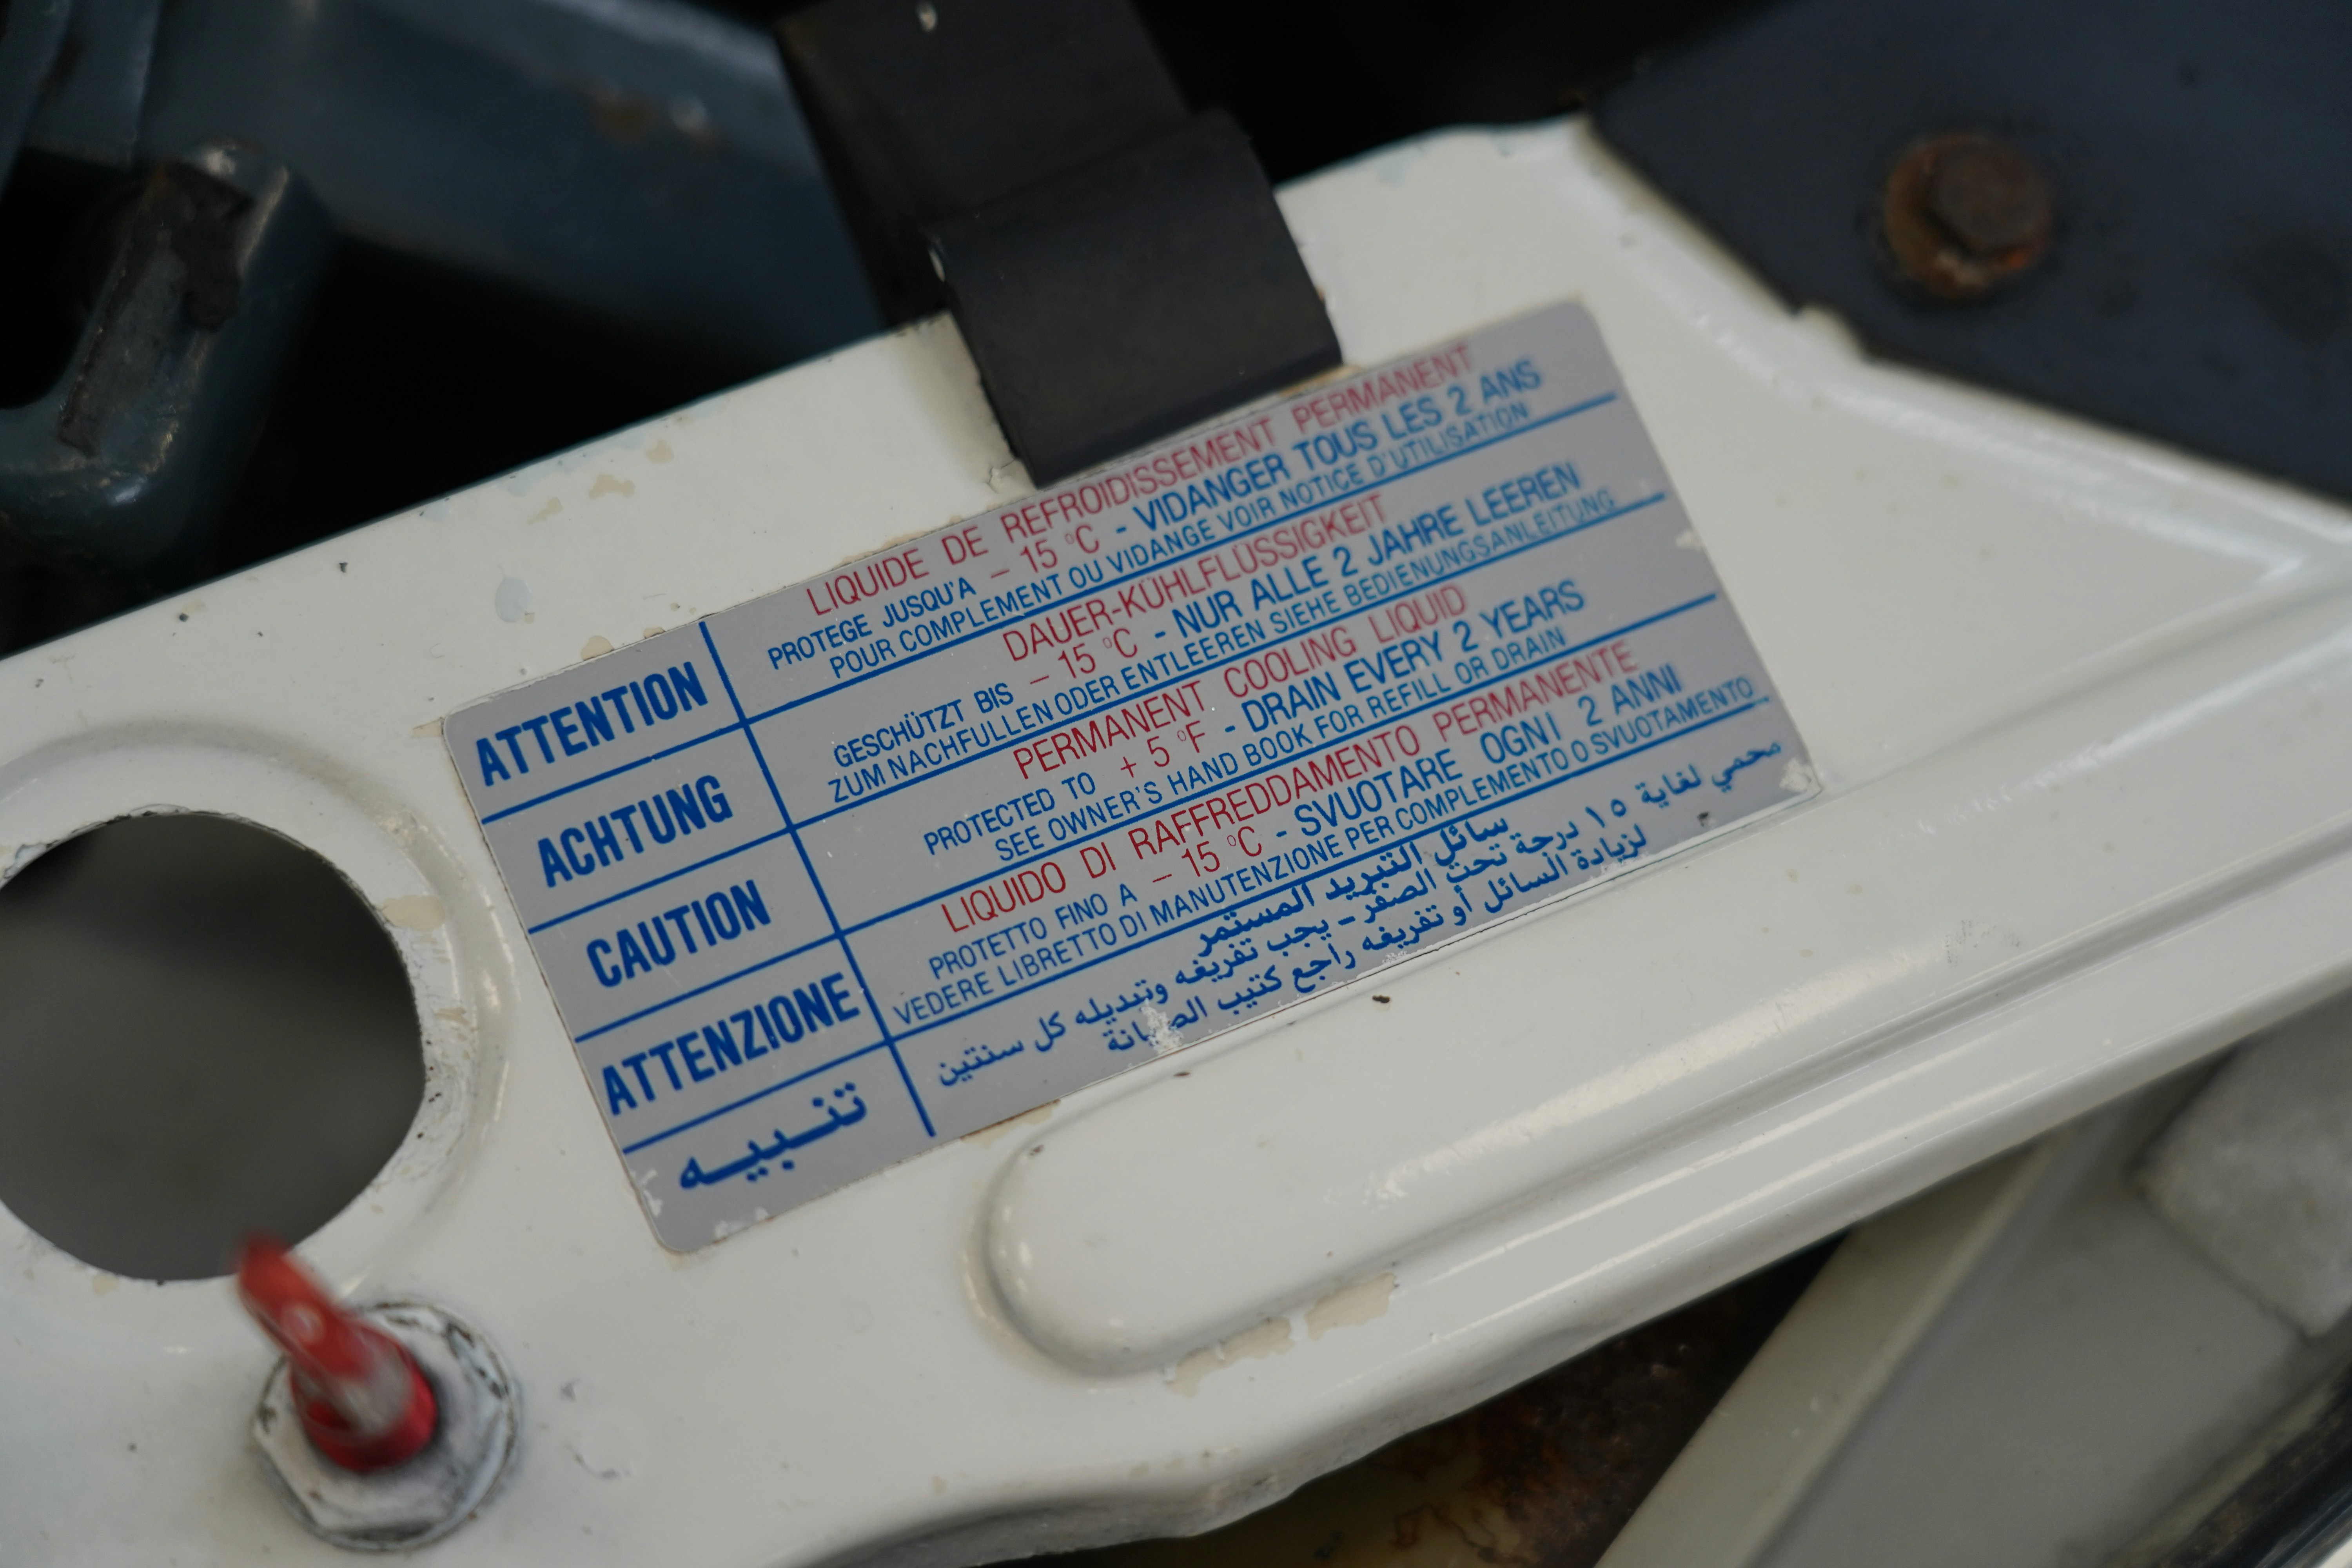 ATTENTION
LIQUIDE DE REFROIDISSEMENT PERMANENT
PROTEGE JUSQU'A – 15 °C - VIDANGER TOUS LES 2 ANS
POUR COMPLEMENT OU VIDANGE VOIR NOTICE D'UTILISATION
ACHTUNG
DAUER-KÜHLFLÜSSIGKEIT
GESCHÜTZT BIS – 15 °C - NUR ALLE 2 JAHRE LEEREN
ZUM NACHFULLEN ODER ENTLEEREN SIEHE BEDIENUNGSANLEITUNG
CAUTION
PERMANENT COOLING LIQUID
PROTECTED TO + 5 °F - DRAIN EVERY 2 YEARS
SEE OWNER'S HAND BOOK FOR REFILL OR DRAIN
ATTENZIONE
LIQUIDO DI RAFFREDDAMENTO PERMANENTE
PROTETTO FINO A – 15 °C - SVUOTARE OGNI 2 ANNI
VEDERE LIBRETTO DI MANUTENZIONE PER COMPLEMENTO O SVUOTAMENTO
تنبيه
سائل التبريد المستمر
محمي لغاية ١٥ درجة تحت الصفر - يجب تفريغه وتبديله كل سنتين
لزيادة السائل أو تفريغه راجع كتيب الصيانة